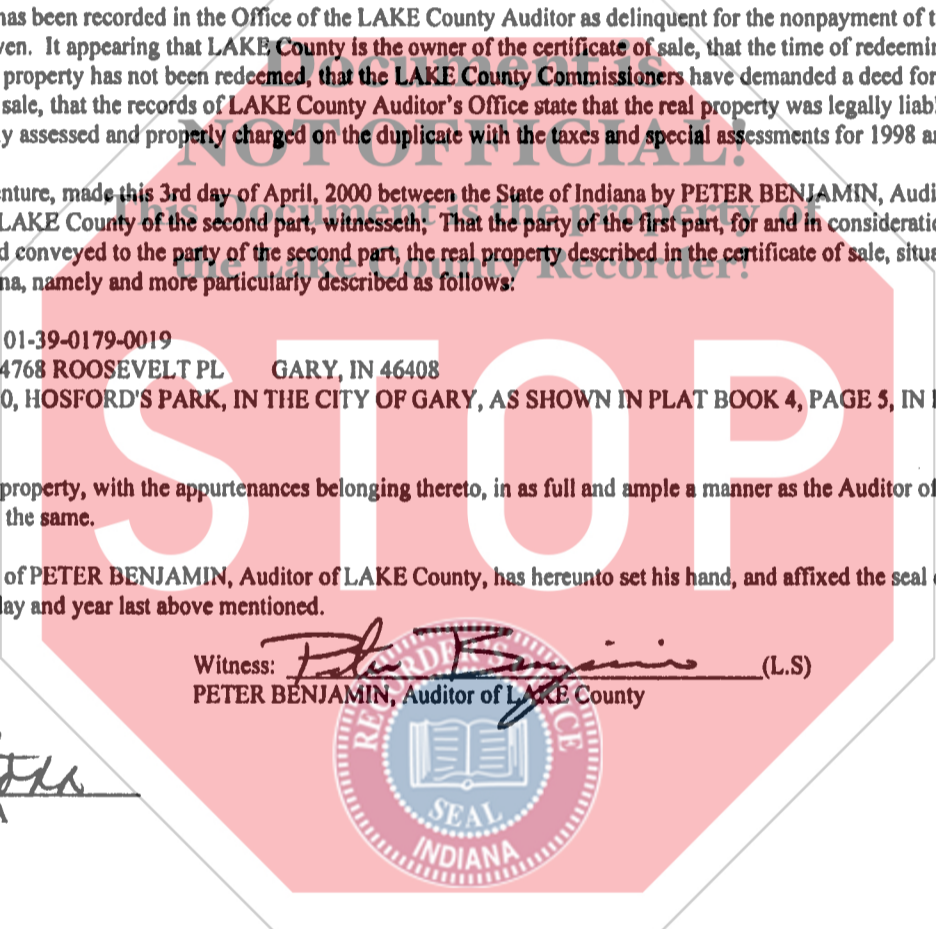 has been recorded in the Office of the LAKE County Auditor as delinquent for the nonpayment of t
ven. It appearing that LAKE County is the owner of the certificate of sale, that the time of redeemin
property has not been redeemed, that the LAKE County Commissioners have demanded a deed for
sale, that the records of LAKE County Auditor's Office state that the real property was legally liab
y assessed and properly charged on the duplicate with the taxes and special assessments for 1998 a
Document is
NOT OFFICIAL!
This Document is the property of
the Lake County Recorder!
nture, made this 3rd day of April, 2000 between the State of Indiana by PETER BENJAMIN, Audi
LAKE County of the second part, witnesseth; That the party of the first part, for and in consideratio
d conveyed to the party of the second part, the real property described in the certificate of sale, situa
na, namely and more particularly described as follows:
01-39-0179-0019
4768 ROOSEVELT PL GARY, IN 46408
0, HOSFORD'S PARK, IN THE CITY OF GARY, AS SHOWN IN PLAT BOOK 4, PAGE 5, IN
STOP
property, with the appurtenances belonging thereto, in as full and ample a manner as the Auditor of
the same.
of PETER BENJAMIN, Auditor of LAKE County, has hereunto set his hand, and affixed the seal
lay and year last above mentioned.
Witness: Peter Benjamin (L.S)
PETER BENJAMIN, Auditor of LAKE County
RECORDER'S OFFICE
SEAL
INDIANA